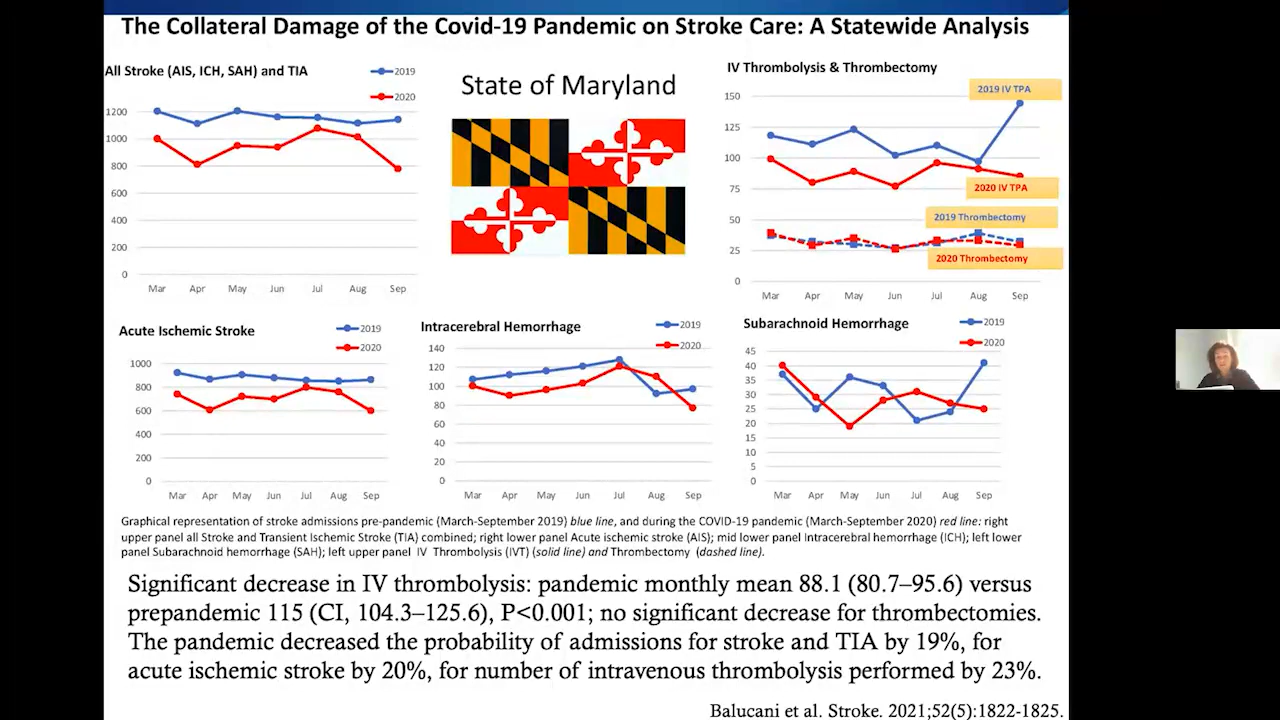 The Collateral Damage of the Covid-19 Pandemic on Stroke Care: A Statewide Analysis
All Stroke (AIS, ICH, SAH) and TIA
2019
2020
1200
1000
800
600
400
200
0
Mar Apr May Jun Jul Aug Sep
State of Maryland
IV Thrombolysis & Thrombectomy
2019 IV TPA
2020 IV TPA
2019 Thrombectomy
2020 Thrombectomy
150
125
100
75
50
25
0
Mar Apr May Jun Jul Aug Sep
Acute Ischemic Stroke
2019
2020
1000
800
600
400
200
0
Mar Apr May Jun Jul Aug Sep
Intracerebral Hemorrhage
2019
2020
140
120
100
80
60
40
20
0
Mar Apr May Jun Jul Aug Sep
Subarachnoid Hemorrhage
2019
2020
45
40
35
30
25
20
15
10
5
0
Mar Apr May Jun Jul Aug Sep
Graphical representation of stroke admissions pre-pandemic (March-September 2019) blue line, and during the COVID-19 pandemic (March-September 2020) red line: right
upper panel all Stroke and Transient Ischemic Stroke (TIA) combined; right lower panel Acute ischemic stroke (AIS); mid lower panel Intracerebral hemorrhage (ICH); left lower
panel Subarachnoid hemorrhage (SAH); left upper panel IV Thrombolysis (IVT) (solid line) and Thrombectomy (dashed line).
Significant decrease in IV thrombolysis: pandemic monthly mean 88.1 (80.7–95.6) versus
prepandemic 115 (CI, 104.3–125.6), P<0.001; no significant decrease for thrombectomies.
The pandemic decreased the probability of admissions for stroke and TIA by 19%, for
acute ischemic stroke by 20%, for number of intravenous thrombolysis performed by 23%.
Balucani et al. Stroke. 2021;52(5):1822-1825.